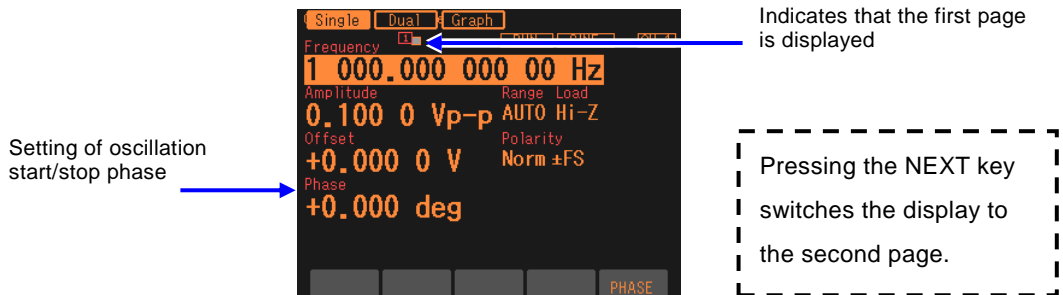 Single Dual Graph
Indicates that the first page
is displayed
Frequency 1
1 000.000 000 00 Hz
Amplitude Range Load
0.100 0 Vp-p AUTO Hi-Z
Offset Polarity
+0.000 0 V Norm ±FS
Phase
+0.000 deg
PHASE
Setting of oscillation
start/stop phase
Pressing the NEXT key
switches the display to
the second page.